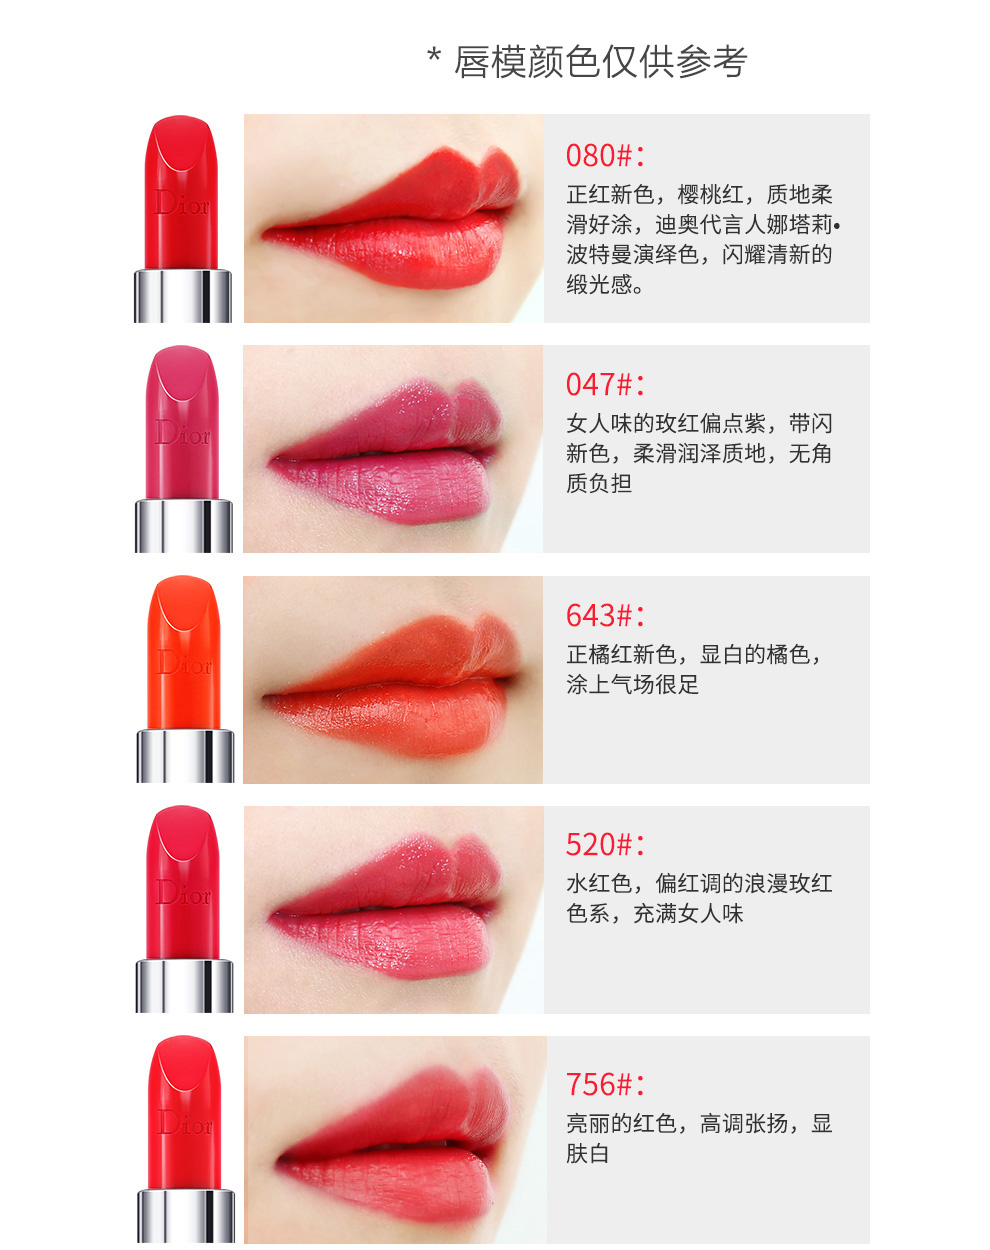 * 唇模颜色仅供参考
Dior
080#：
正红新色，樱桃红，质地柔
滑好涂，迪奥代言人娜塔莉•
波特曼演绎色，闪耀清新的
缎光感。
Dior
047#：
女人味的玫红偏点紫，带闪
新色，柔滑润泽质地，无角
质负担
Dior
643#：
正橘红新色，显白的橘色，
涂上气场很足
Dior
520#：
水红色，偏红调的浪漫玫红
色系，充满女人味
Dior
756#：
亮丽的红色，高调张扬，显
肤白